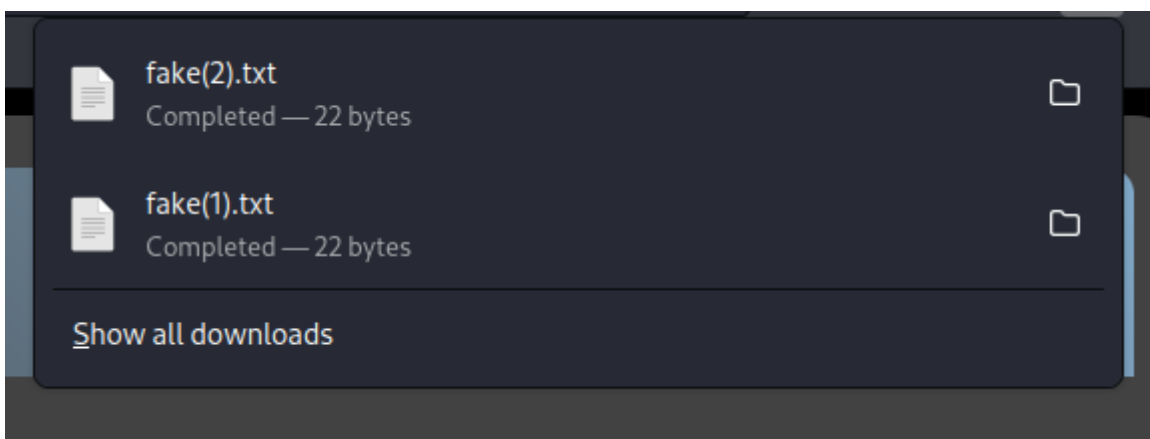 fake(2).txt
Completed — 22 bytes
fake(1).txt
Completed — 22 bytes
Show all downloads